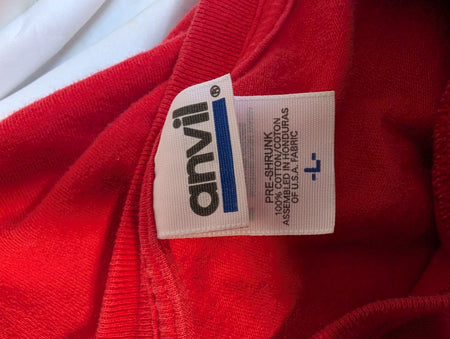 anvil®
PRE-SHRUNK
100% COTTON/COTON
ASSEMBLED IN HONDURAS
OF U.S.A. FABRIC
-L-